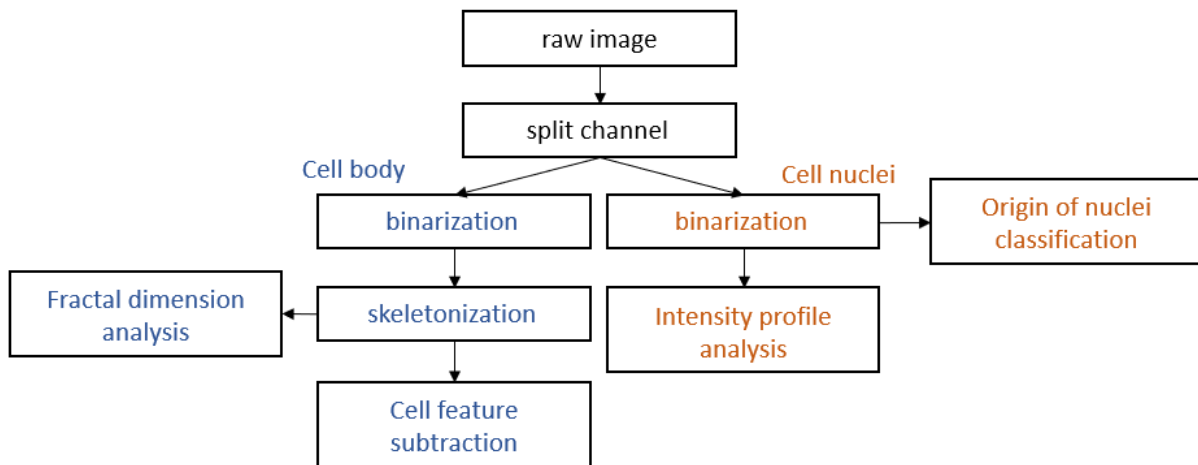 raw image
split channel
Cell body
Cell nuclei
binarization
binarization
Origin of nuclei
classification
Fractal dimension
analysis
skeletonization
Intensity profile
analysis
Cell feature
subtraction